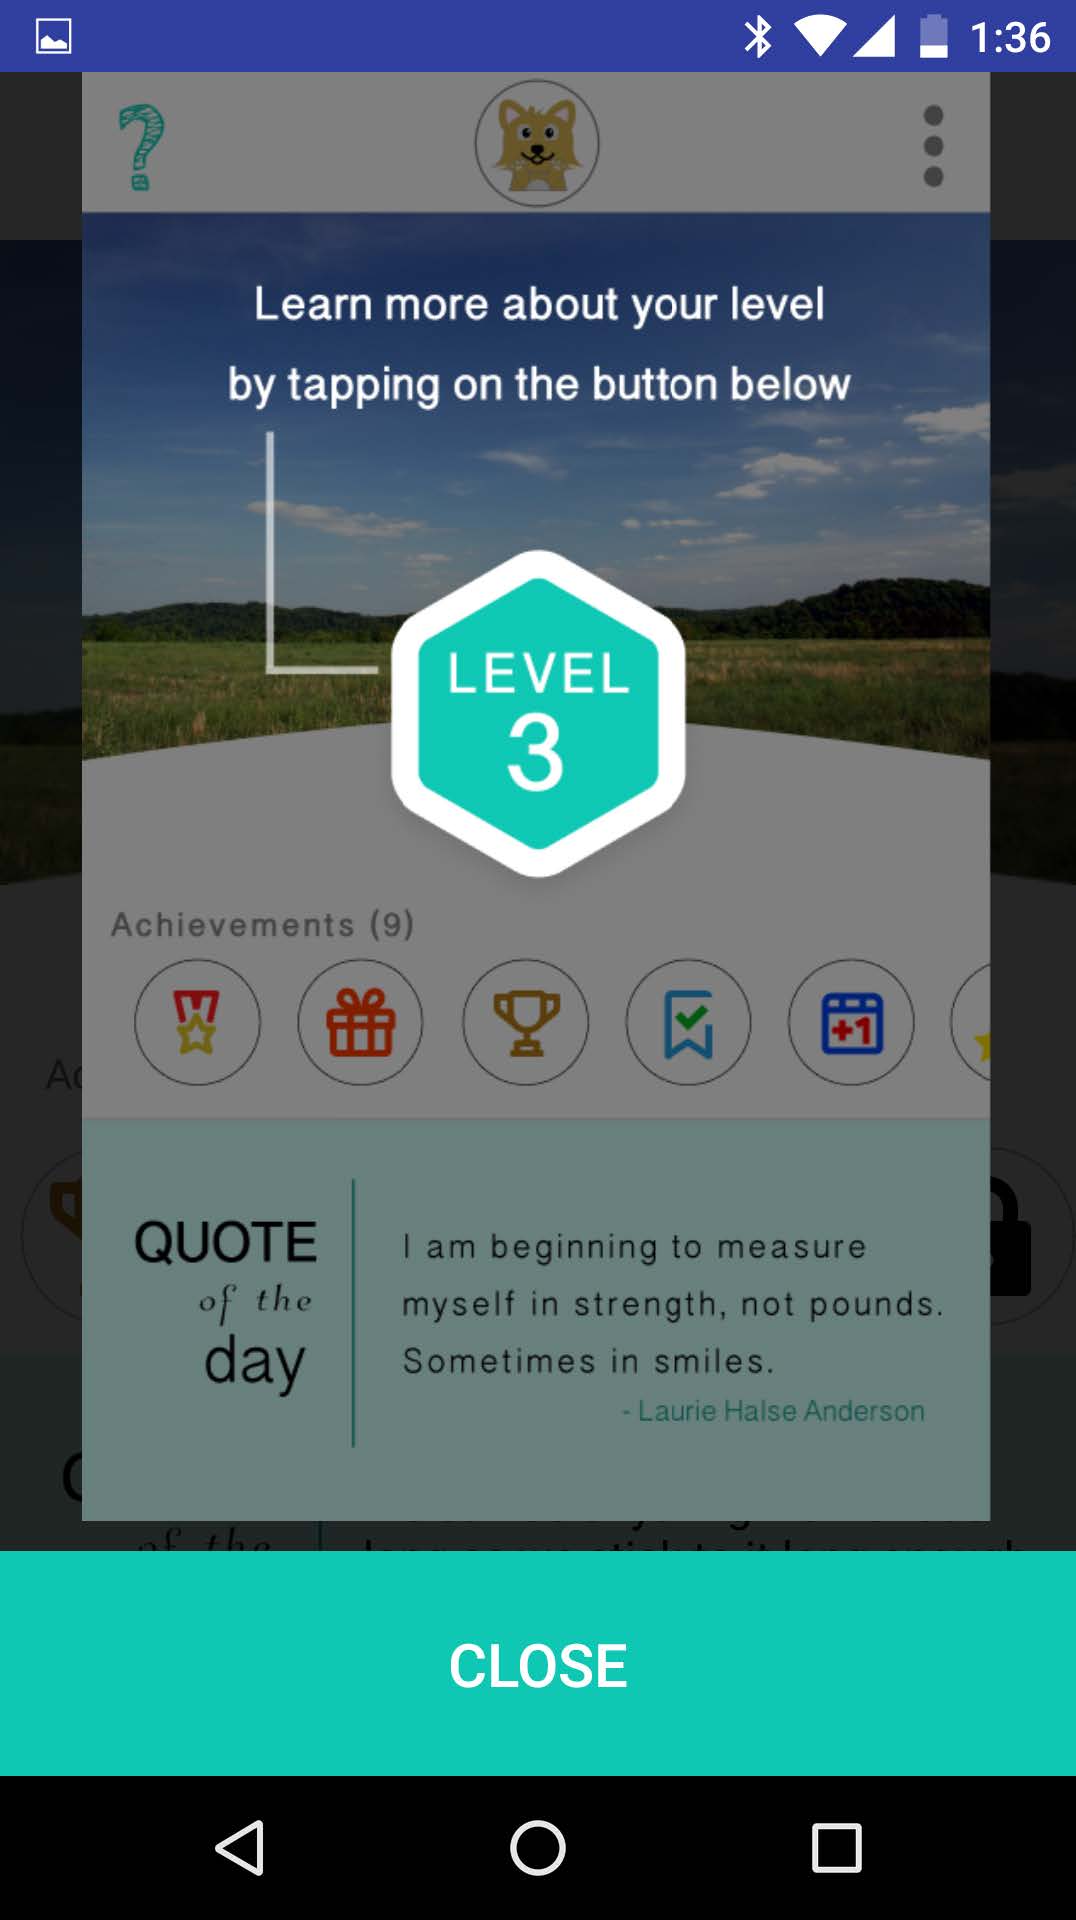 1:36
Learn more about your level
by tapping on the button below
LEVEL
3
Achievements (9)
+1
QUOTE
of the
day
I am beginning to measure
myself in strength, not pounds.
Sometimes in smiles.
- Laurie Halse Anderson
of the
CLOSE